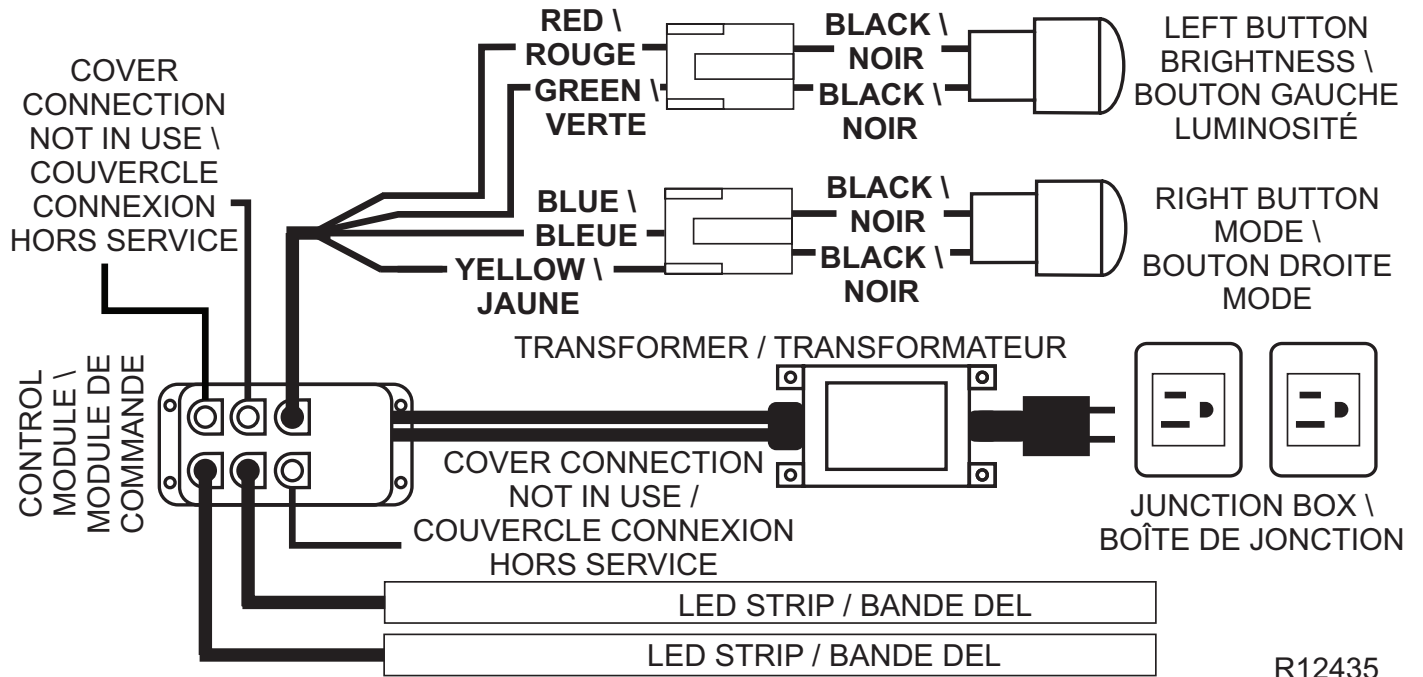 COVER
CONNECTION
NOT IN USE \
COUVERCLE
CONNEXION
HORS SERVICE
RED \
ROUGE
GREEN \
VERTE
BLACK \
NOIR
BLACK \
NOIR
LEFT BUTTON
BRIGHTNESS \
BOUTON GAUCHE
LUMINOSITÉ
BLUE \
BLEUE
YELLOW \
JAUNE
BLACK \
NOIR
BLACK \
NOIR
RIGHT BUTTON
MODE \
BOUTON DROITE
MODE
TRANSFORMER / TRANSFORMATEUR
CONTROL
MODULE \
MODULE DE
COMMANDE
COVER CONNECTION
NOT IN USE /
COUVERCLE CONNEXION
HORS SERVICE
JUNCTION BOX \
BOÎTE DE JONCTION
LED STRIP / BANDE DEL
LED STRIP / BANDE DEL
R12435